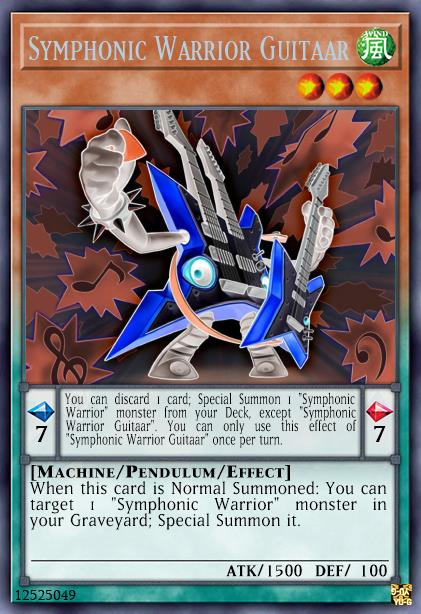 Symphonic Warrior Guitaar
WIND
風
You can discard 1 card; Special Summon 1 "Symphonic
Warrior" monster from your Deck, except "Symphonic
Warrior Guitaar". You can only use this effect of
"Symphonic Warrior Guitaar" once per turn.
7
7
[Machine/Pendulum/Effect]
When this card is Normal Summoned: You can
target 1 "Symphonic Warrior" monster in
your Graveyard; Special Summon it.
ATK/1500 DEF/ 100
12525049